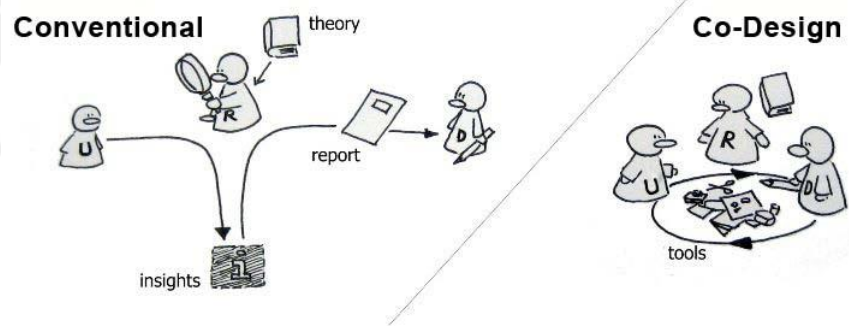 Conventional
theory
R
U
report
D
insights
i
Co-Design
R
U
D
tools